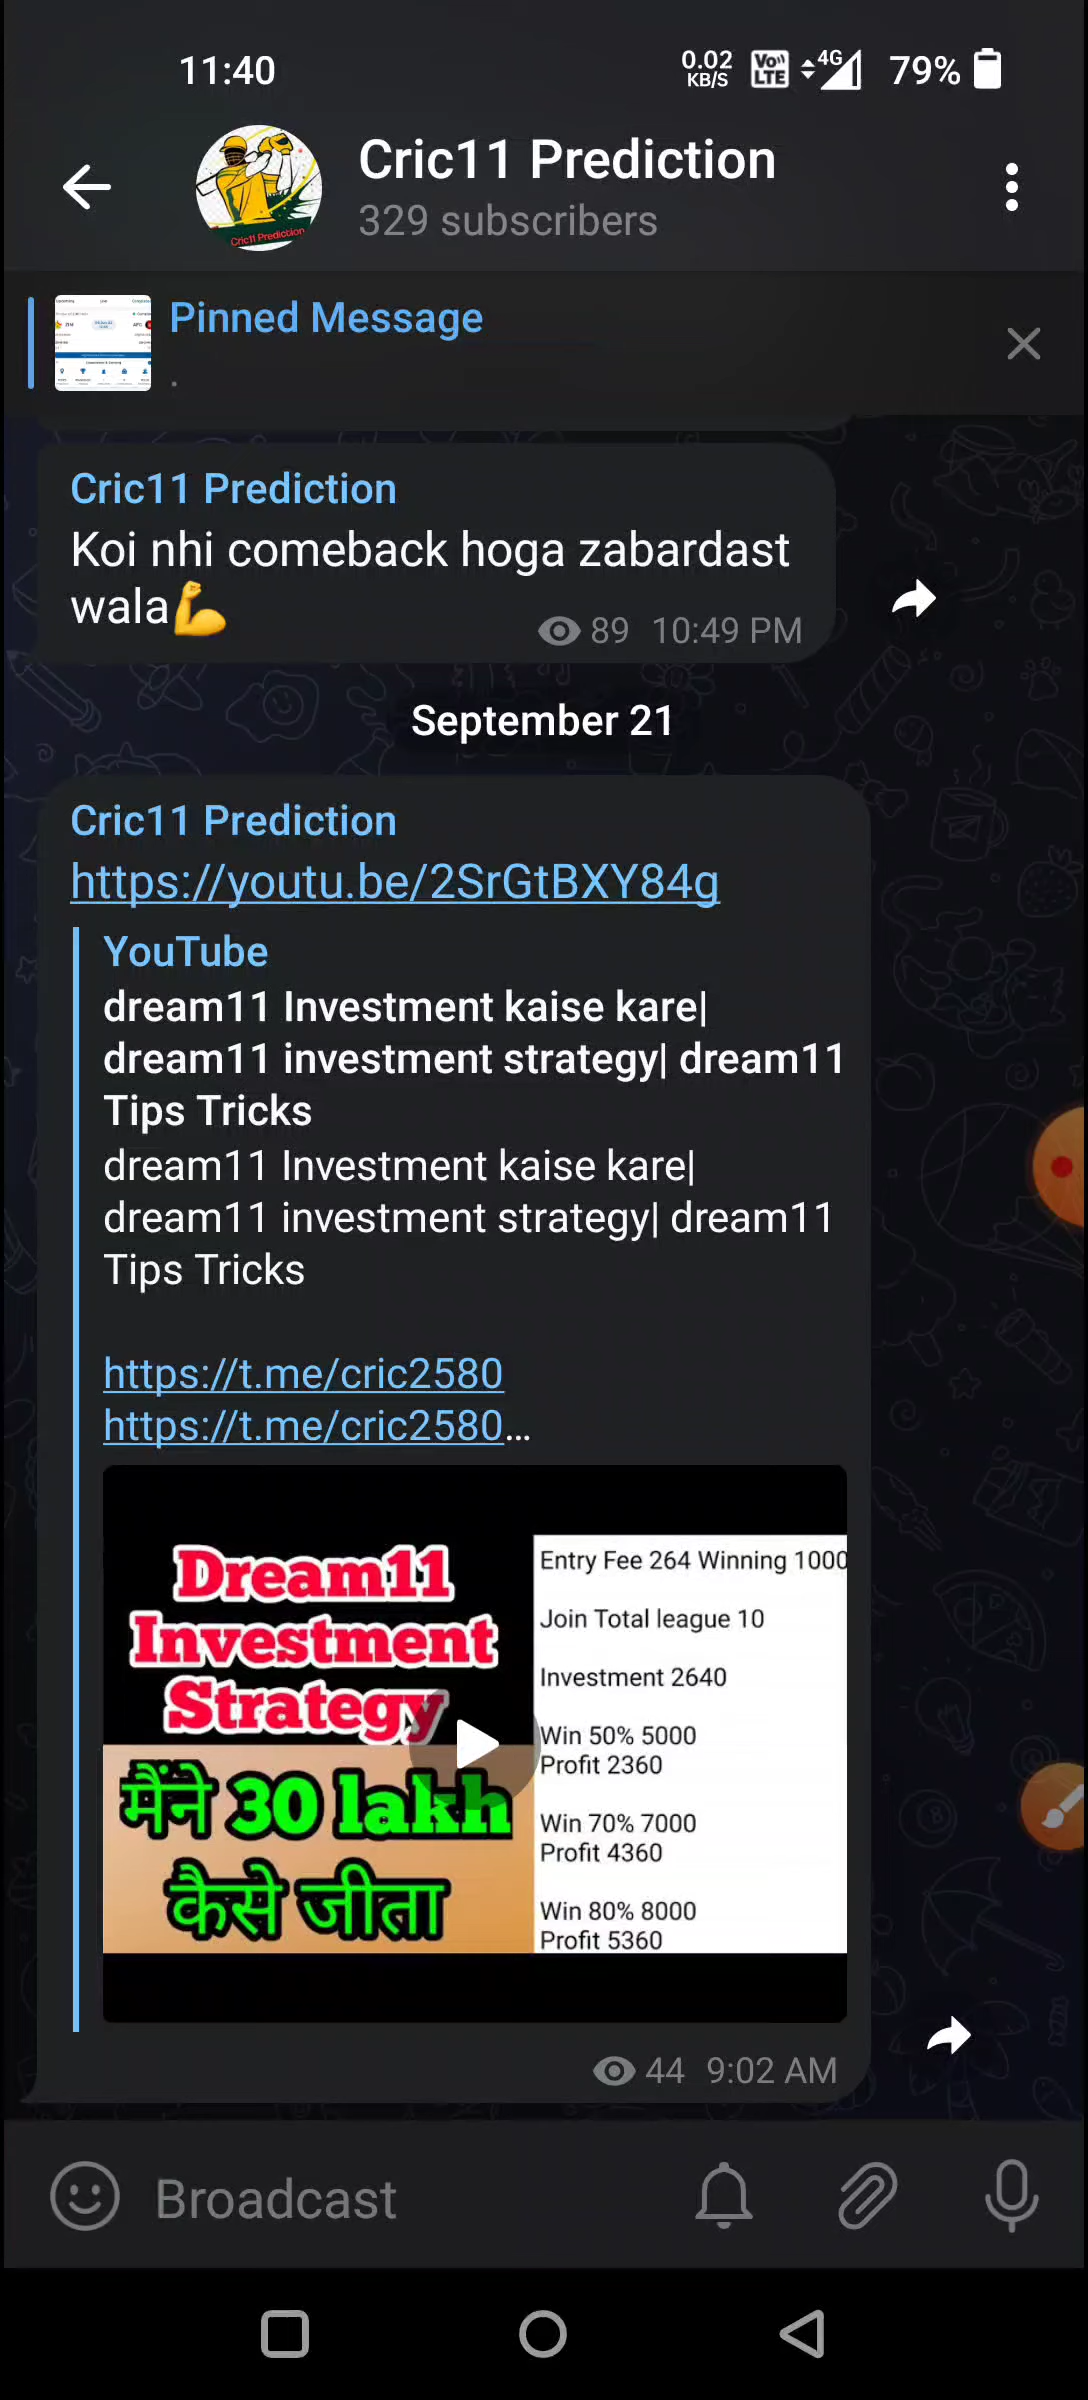 11:40
0.02
KB/S
Vo))
LTE
4G
79%
Cric11 Prediction
Cric11 Prediction
329 subscribers
Pinned Message
.
Cric11 Prediction
Koi nhi comeback hoga zabardast
wala💪
89 10:49 PM
September 21
Cric11 Prediction
https://youtu.be/2SrGtBXY84g
YouTube
dream11 Investment kaise kare|
dream11 investment strategy| dream11
Tips Tricks
dream11 Investment kaise kare|
dream11 investment strategy| dream11
Tips Tricks
https://t.me/cric2580
https://t.me/cric2580...
Dream11
Investment
Strategy
मैंने 30 lakh
कैसे जीता
Entry Fee 264 Winning 1000
Join Total league 10
Investment 2640
Win 50% 5000
Profit 2360
Win 70% 7000
Profit 4360
Win 80% 8000
Profit 5360
44 9:02 AM
Broadcast